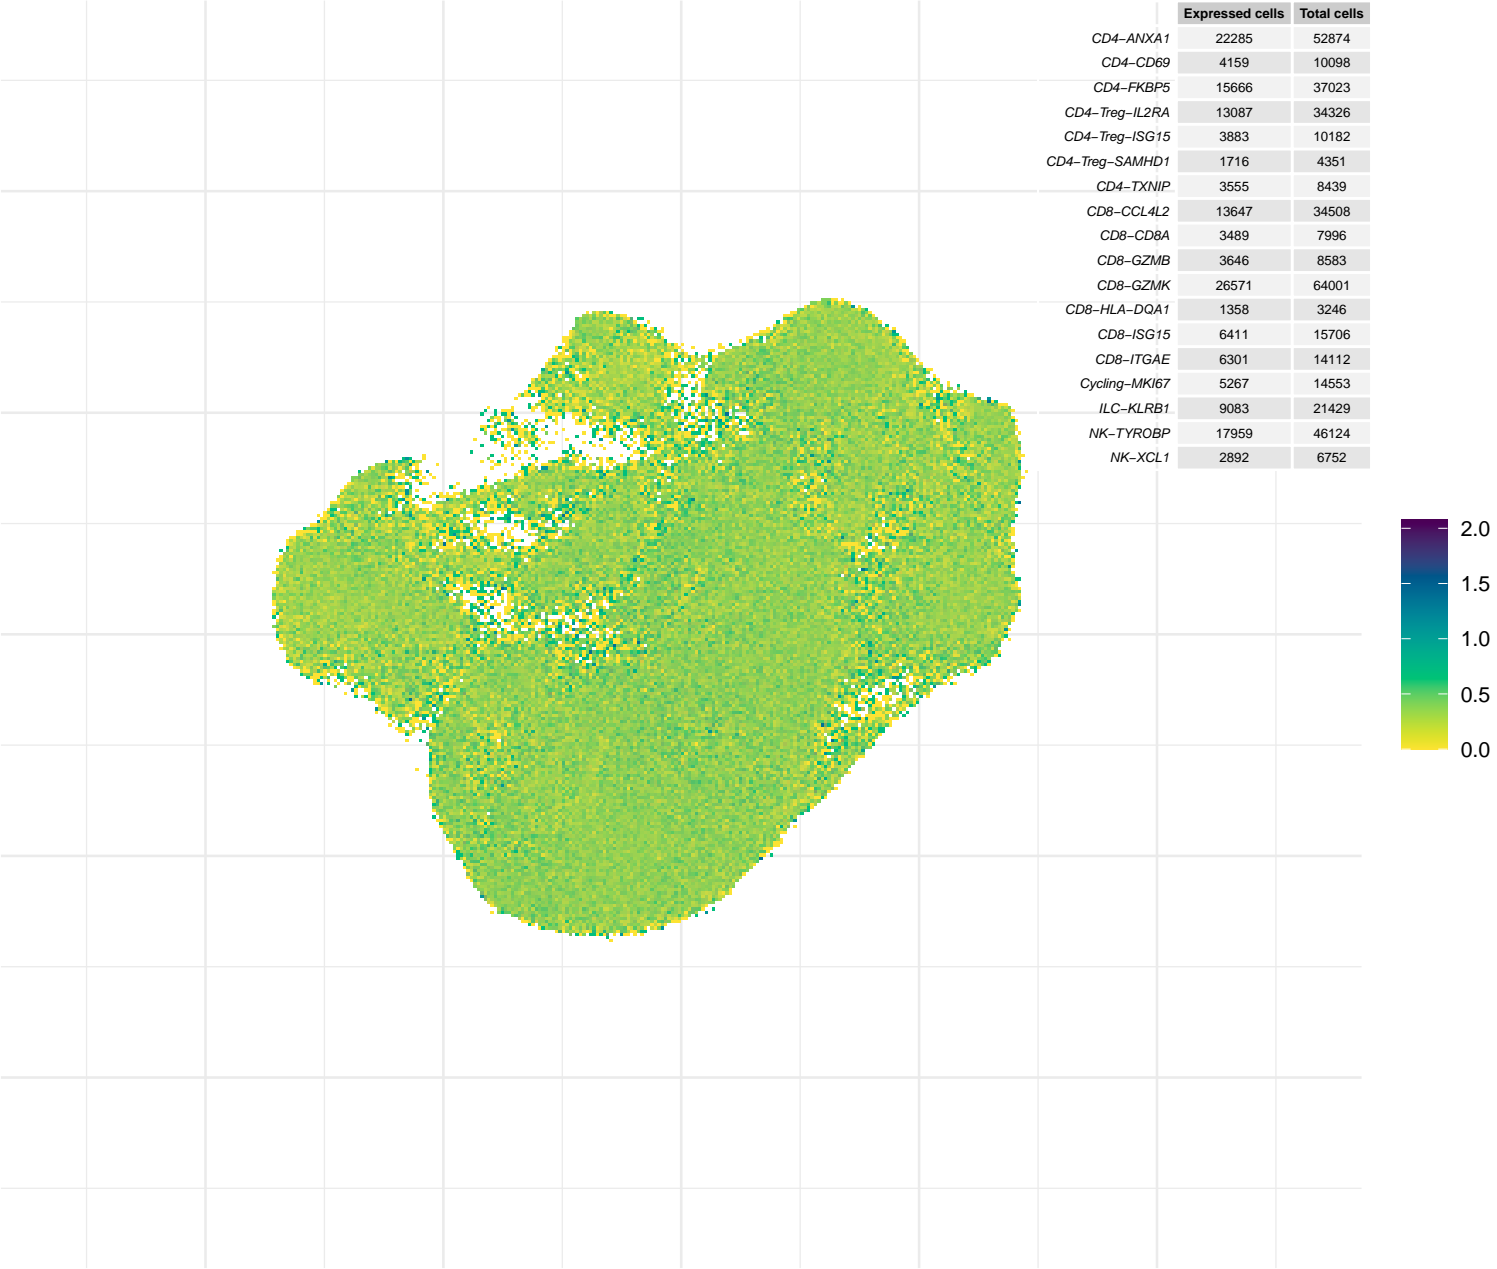 Expressed cells Total cells
CD4−ANXA1 22285 52874
CD4−CD69 4159 10098
CD4−FKBP5 15666 37023
CD4−Treg−IL2RA 13087 34326
CD4−Treg−ISG15 3883 10182
CD4−Treg−SAMHD1 1716 4351
CD4−TXNIP 3555 8439
CD8−CCL4L2 13647 34508
CD8−CD8A 3489 7996
CD8−GZMB 3646 8583
CD8−GZMK 26571 64001
CD8−HLA−DQA1 1358 3246
CD8−ISG15 6411 15706
CD8−ITGAE 6301 14112
Cycling−MKI67 5267 14553
ILC−KLRB1 9083 21429
NK−TYROBP 17959 46124
NK−XCL1 2892 6752
2.0
1.5
1.0
0.5
0.0